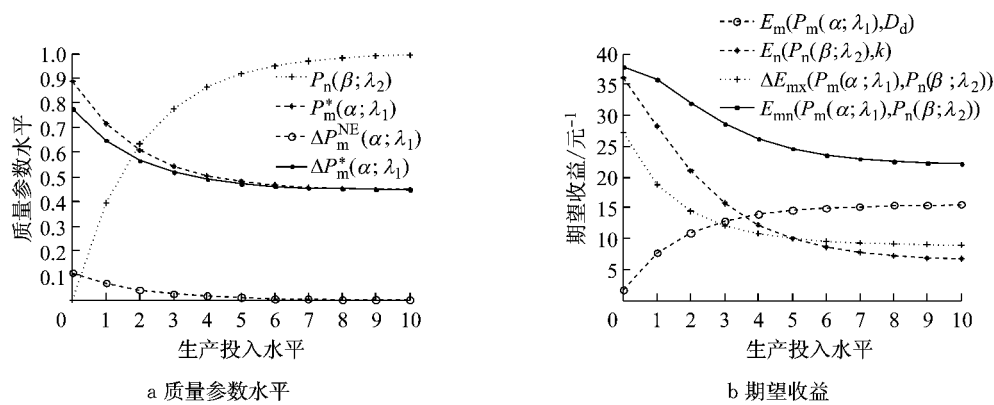 质量参数水平
1.0
0.9
0.8
0.7
0.6
0.5
0.4
0.3
0.2
0.1
0 1 2 3 4 5 6 7 8 9 10
Pn(β;λ2)
Pm*(α;λ1)
ΔPmNE(α;λ1)
ΔPm*(α;λ1)
生产投入水平
a 质量参数水平
Em(Pm(α;λ1),Dd)
En(Pn(β;λ2),k)
ΔEmx(Pm(α;λ1),Pn(β;λ2))
Emn(Pm(α;λ1),Pn(β;λ2))
期望收益/元-1
40
35
30
25
20
15
10
5
0 1 2 3 4 5 6 7 8 9 10
生产投入水平
b 期望收益